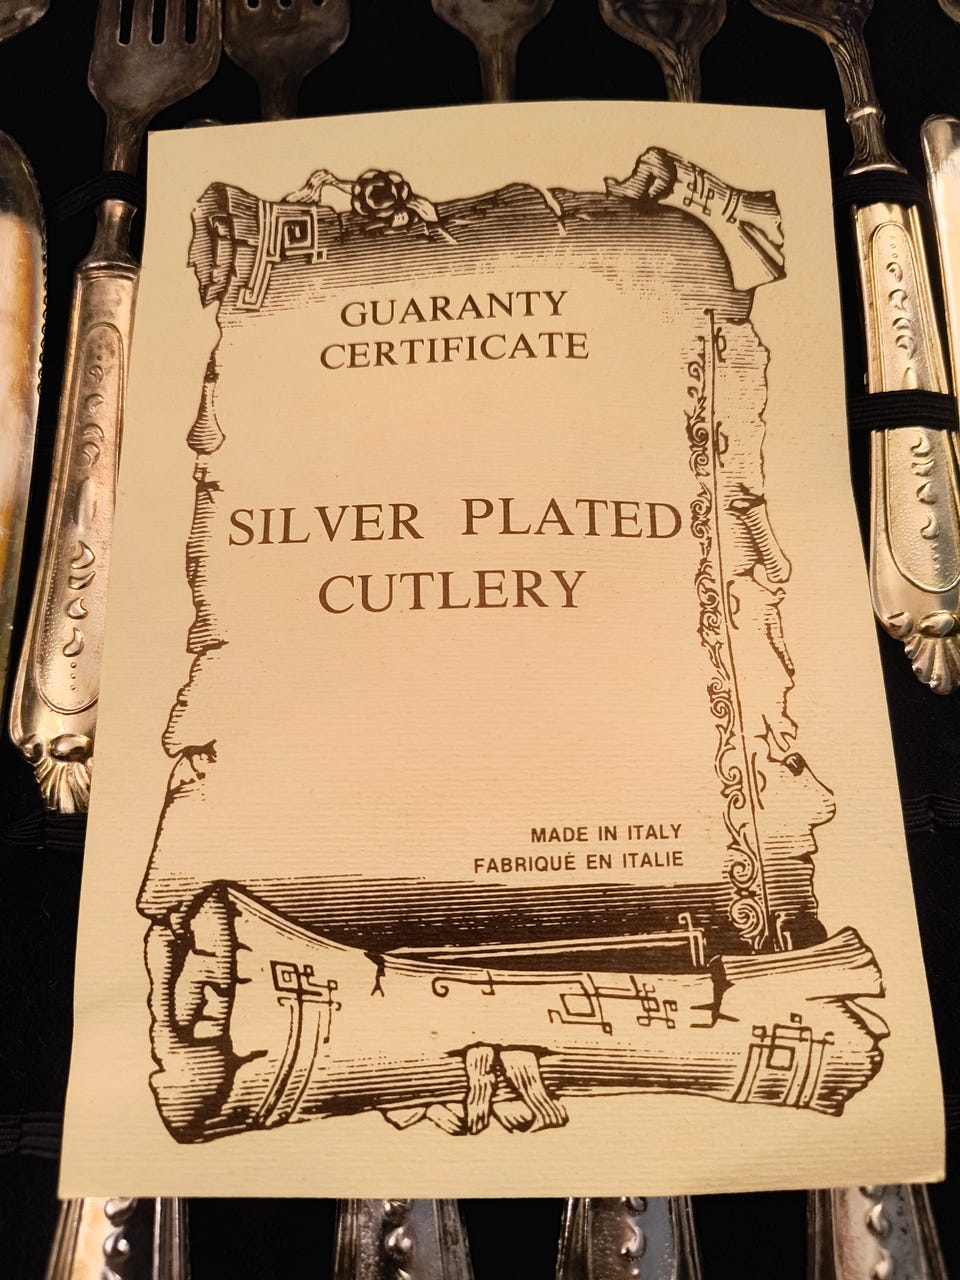 GUARANTY
CERTIFICATE
SILVER PLATED
CUTLERY
MADE IN ITALY
FABRIQUÉ EN ITALIE